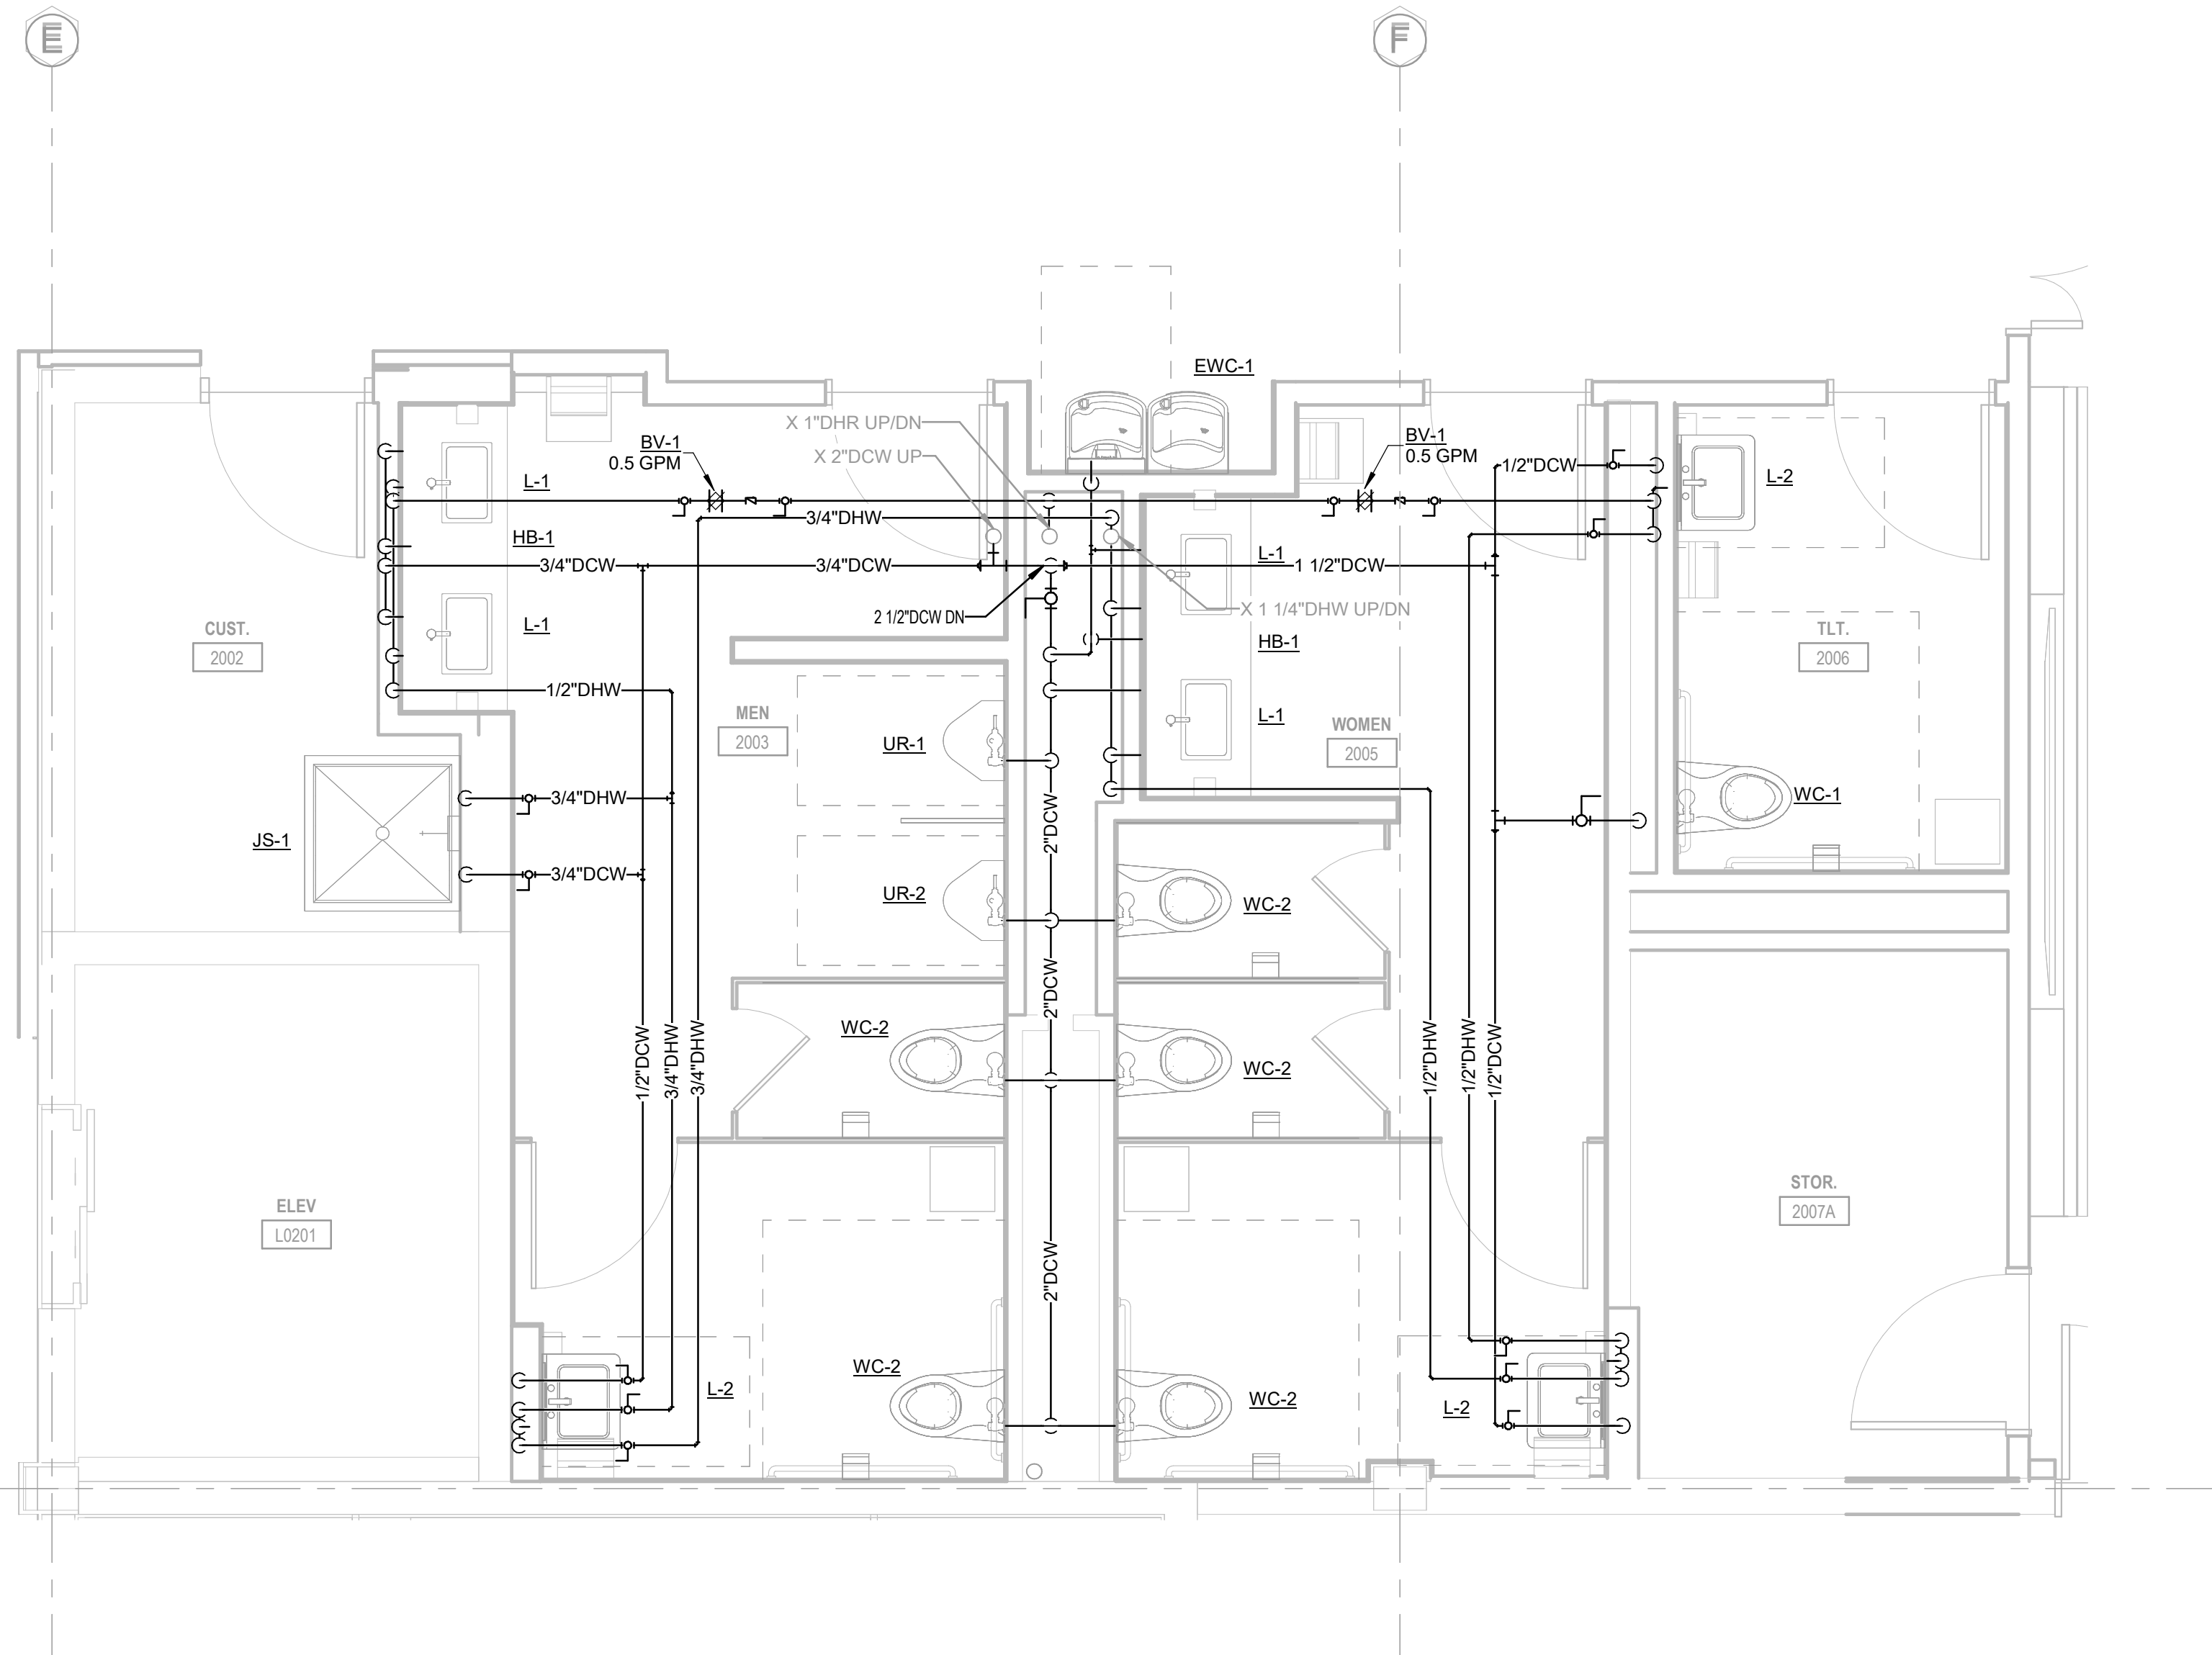 E
F
EWC-1
X 1"DHR UP/DN
X 2"DCW UP
BV-1
0.5 GPM
BV-1
0.5 GPM
1/2"DCW
L-1
L-2
3/4"DHW
HB-1
L-1
3/4"DCW
3/4"DCW
1 1/2"DCW
2 1/2"DCW DN
X 1 1/4"DHW UP/DN
CUST.
2002
L-1
HB-1
TLT.
2006
1/2"DHW
MEN
2003
UR-1
L-1
WOMEN
2005
3/4"DHW
WC-1
JS-1
2"DCW
3/4"DCW
UR-2
WC-2
2"DCW
WC-2
WC-2
1/2"DCW
3/4"DHW
3/4"DHW
1/2"DHW
1/2"DHW
1/2"DCW
ELEV
L0201
STOR.
2007A
2"DCW
WC-2
L-2
WC-2
L-2